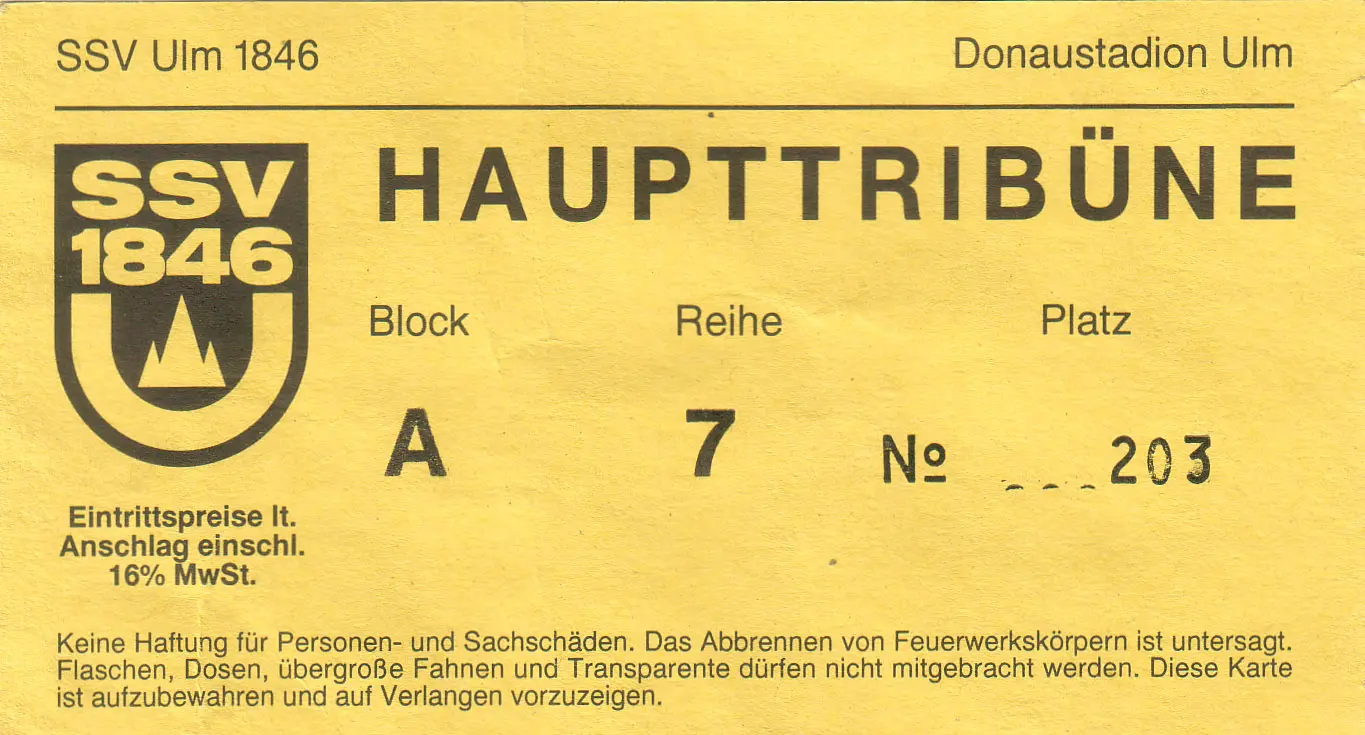 SSV Ulm 1846
Donaustadion Ulm
SSV
1846
HAUPTTRIBÜNE
Block Reihe Platz
A 7 № 203
Eintrittspreise lt.
Anschlag einschl.
16% MwSt.
Keine Haftung für Personen- und Sachschäden. Das Abbrennen von Feuerwerkskörpern ist untersagt.
Flaschen, Dosen, übergroße Fahnen und Transparente dürfen nicht mitgebracht werden. Diese Karte
ist aufzubewahren und auf Verlangen vorzuzeigen.